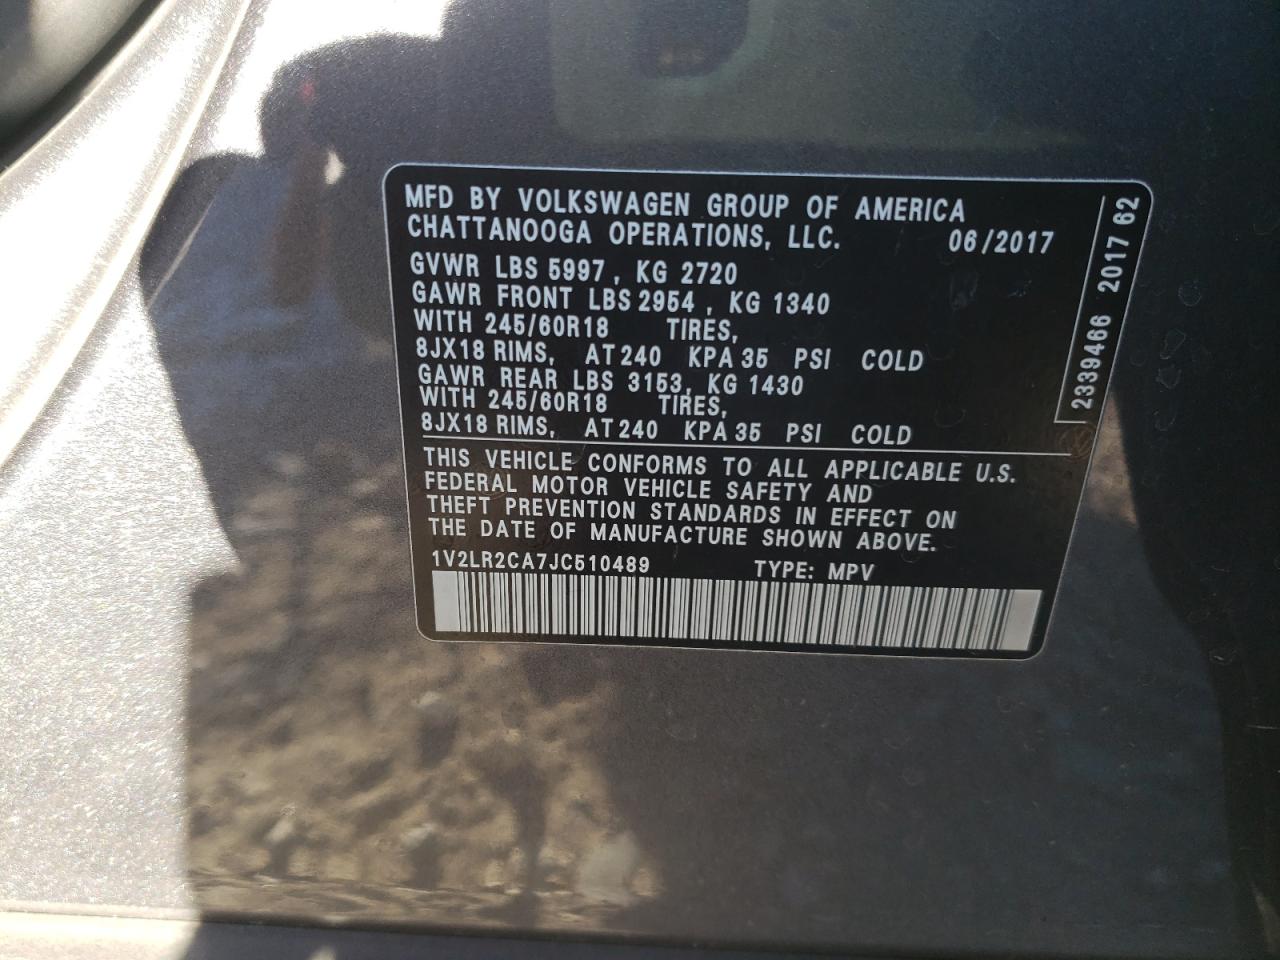 MFD BY VOLKSWAGEN GROUP OF AMERICA
CHATTANOOGA OPERATIONS, LLC. 06/2017
GVWR LBS 5997, KG 2720
GAWR FRONT LBS 2954, KG 1340
WITH 245/60R18 TIRES,
8JX18 RIMS, AT 240 KPA 35 PSI COLD
GAWR REAR LBS 3153, KG 1430
WITH 245/60R18 TIRES,
8JX18 RIMS, AT 240 KPA 35 PSI COLD
THIS VEHICLE CONFORMS TO ALL APPLICABLE U.S.
FEDERAL MOTOR VEHICLE SAFETY AND
THEFT PREVENTION STANDARDS IN EFFECT ON
THE DATE OF MANUFACTURE SHOWN ABOVE.
1V2LR2CA7JC510489 TYPE: MPV
2339466 2017 62